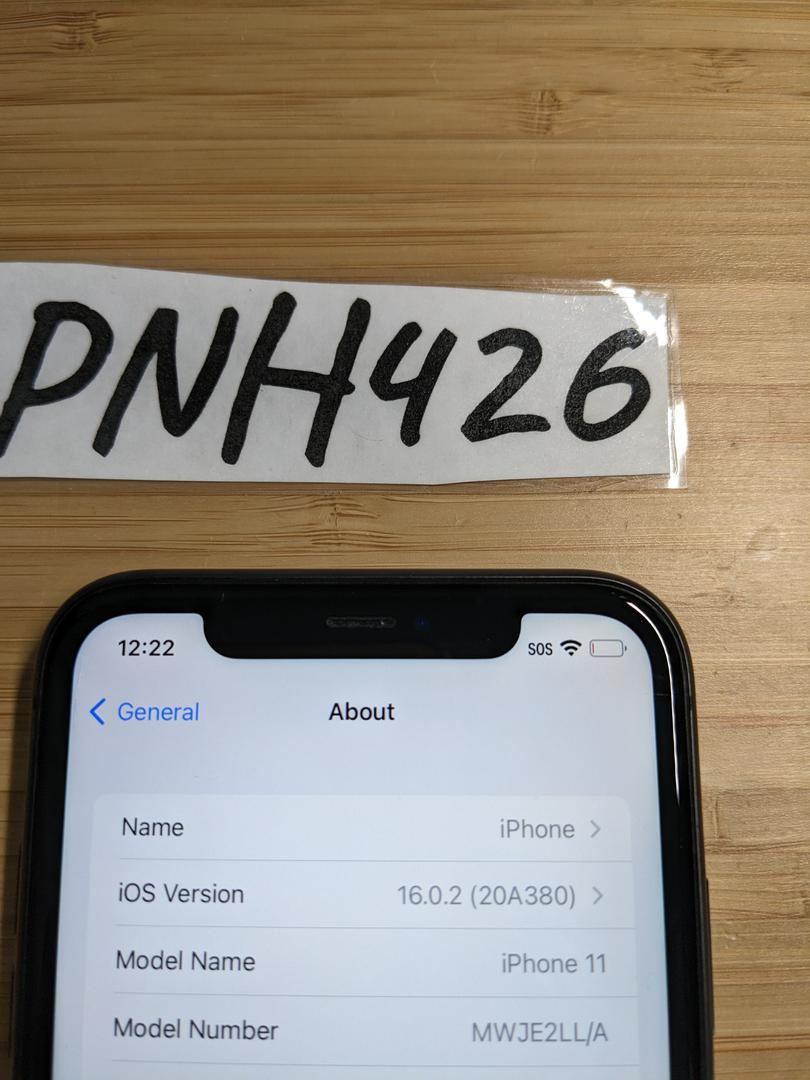 PNH426
12:22 SOS
General About
Name iPhone
iOS Version 16.0.2 (20A380)
Model Name iPhone 11
Model Number MWJE2LL/A